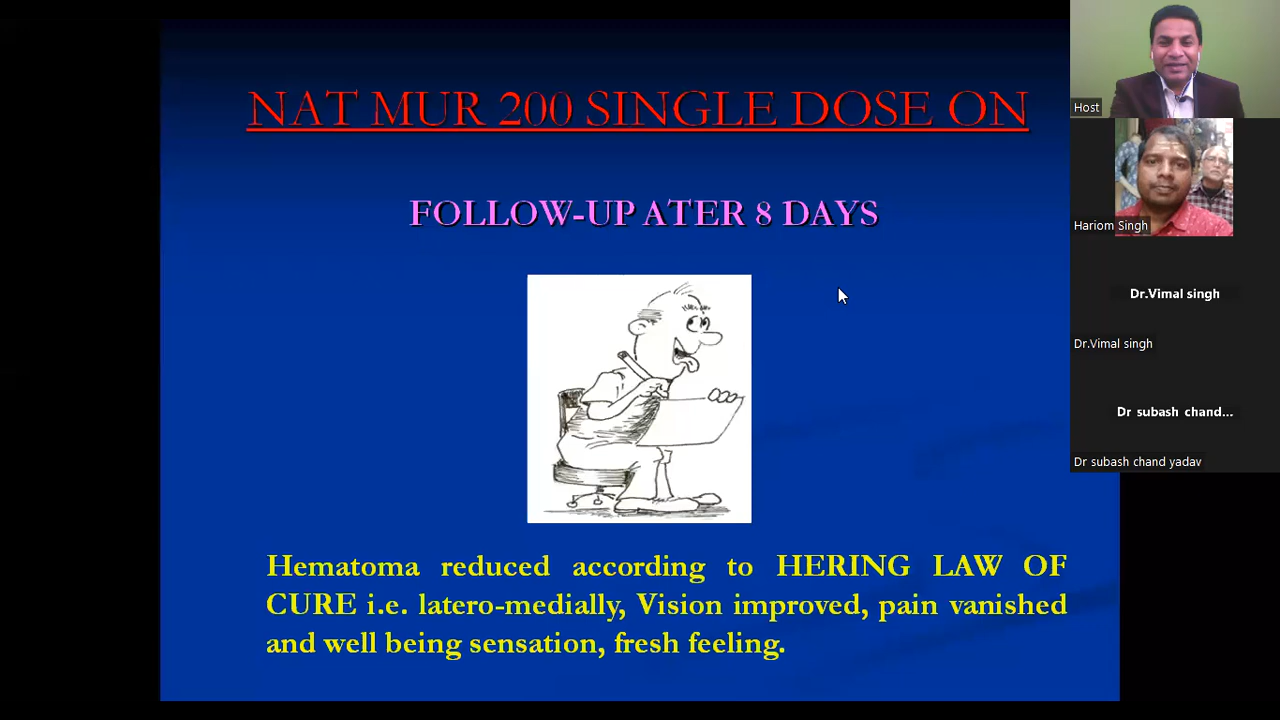 NAT MUR 200 SINGLE DOSE ON
FOLLOW-UP ATER 8 DAYS
Hematoma reduced according to HERING LAW OF
CURE i.e. latero-medially, Vision improved, pain vanished
and well being sensation, fresh feeling.
Host
Hariom Singh
Dr.Vimal singh
Dr.Vimal singh
Dr subash chand...
Dr subash chand yadav